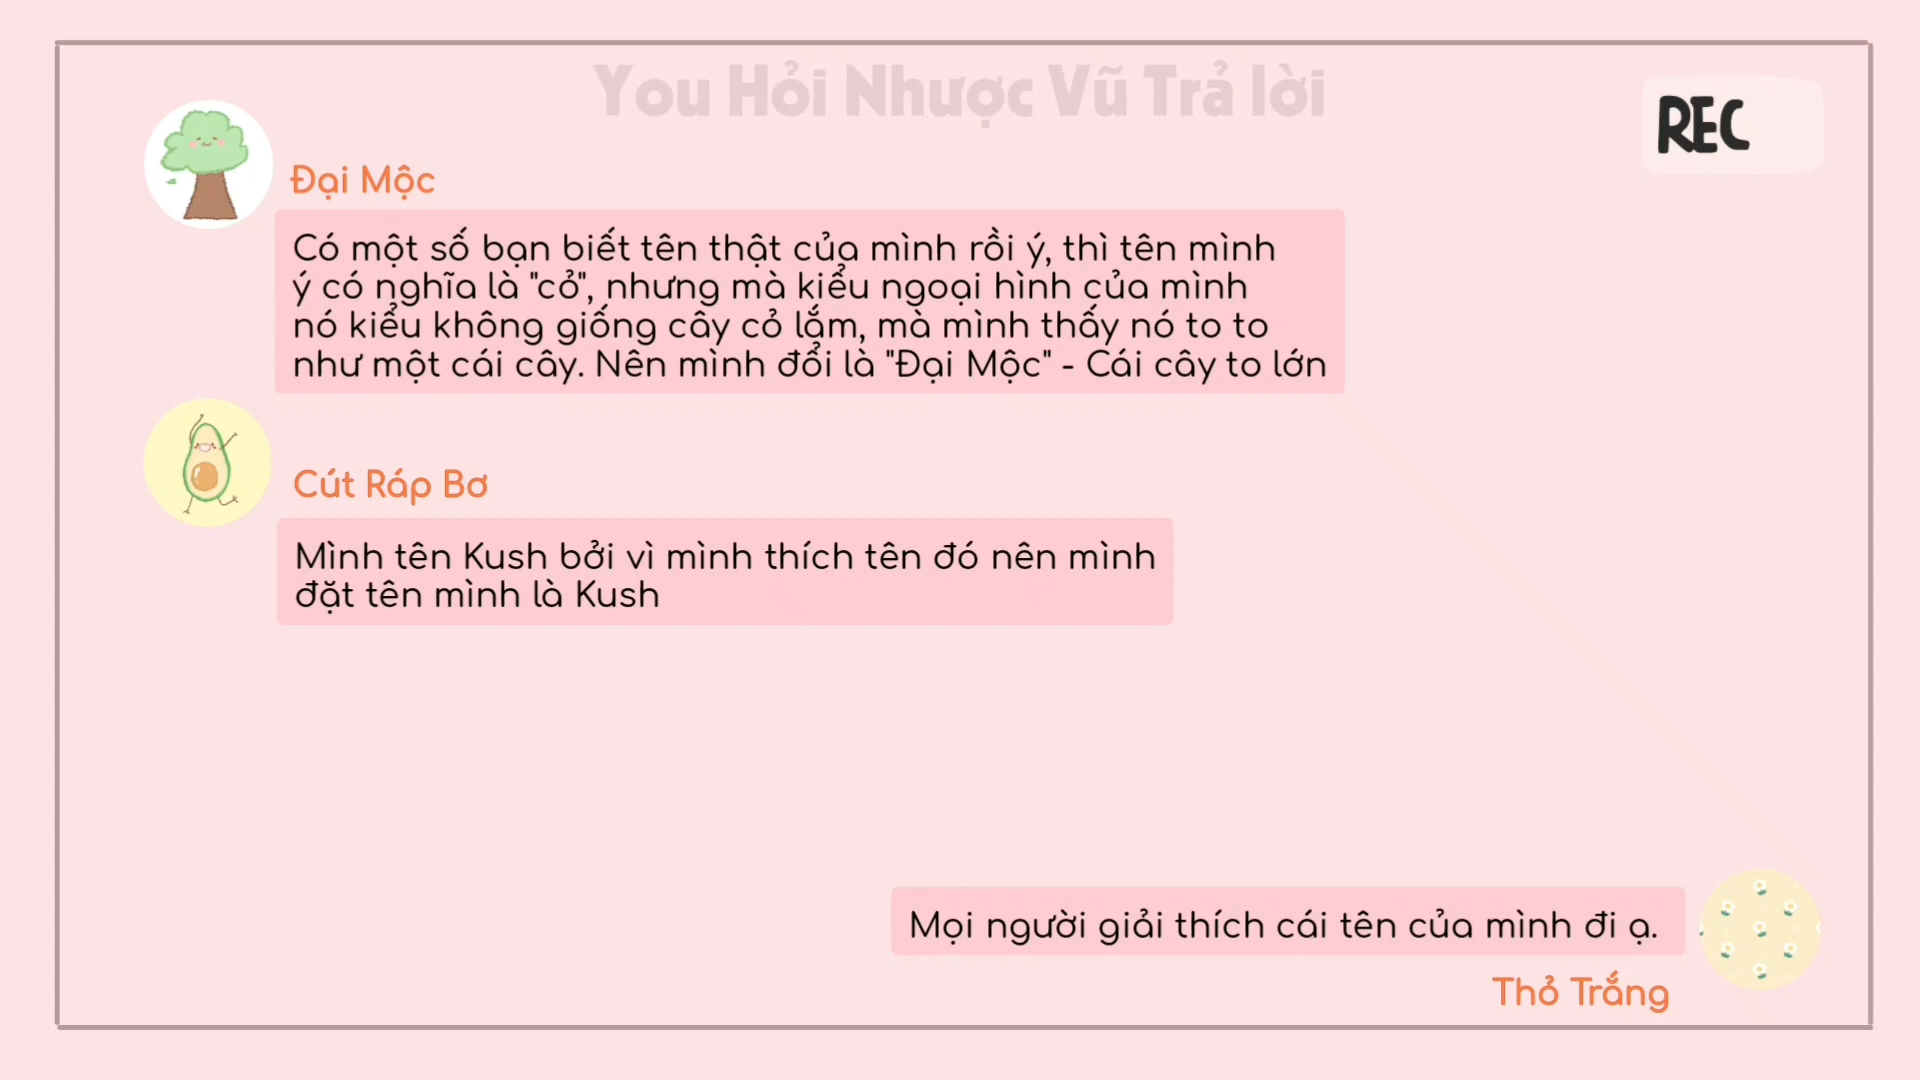 You Hỏi Nhược Vũ Trả lời
REC
Đại Mộc
Có một số bạn biết tên thật của mình rồi ý, thì tên mình
ý có nghĩa là "cỏ", nhưng mà kiểu ngoại hình của mình
nó kiểu không giống cây cỏ lắm, mà mình thấy nó to to
như một cái cây. Nên mình đổi là "Đại Mộc" - Cái cây to lớn
Cút Ráp Bơ
Mình tên Kush bởi vì mình thích tên đó nên mình
đặt tên mình là Kush
Mọi người giải thích cái tên của mình đi ạ.
Thỏ Trắng